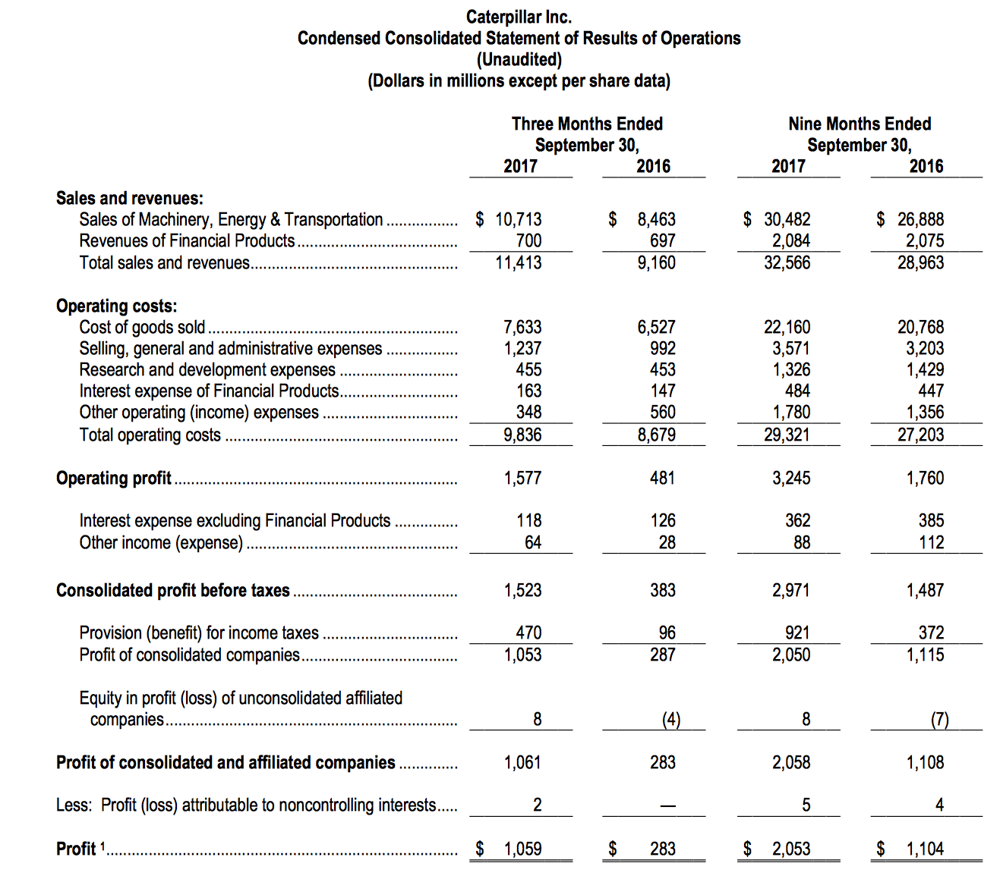 Caterpillar Inc.
Condensed Consolidated Statement of Results of Operations
(Unaudited)
(Dollars in millions except per share data)
Three Months Ended September 30, Nine Months Ended September 30,
2017 2016 2017 2016
Sales and revenues:
Sales of Machinery, Energy & Transportation ................. $ 10,713 $ 8,463 $ 30,482 $ 26,888
Revenues of Financial Products ...................................... 700 697 2,084 2,075
Total sales and revenues................................................. 11,413 9,160 32,566 28,963
Operating costs:
Cost of goods sold ........................................................... 7,633 6,527 22,160 20,768
Selling, general and administrative expenses ................. 1,237 992 3,571 3,203
Research and development expenses ............................ 455 453 1,326 1,429
Interest expense of Financial Products............................ 163 147 484 447
Other operating (income) expenses ................................ 348 560 1,780 1,356
Total operating costs ....................................................... 9,836 8,679 29,321 27,203
Operating profit ................................................................... 1,577 481 3,245 1,760
Interest expense excluding Financial Products ............... 118 126 362 385
Other income (expense) .................................................. 64 28 88 112
Consolidated profit before taxes ....................................... 1,523 383 2,971 1,487
Provision (benefit) for income taxes ................................ 470 96 921 372
Profit of consolidated companies..................................... 1,053 287 2,050 1,115
Equity in profit (loss) of unconsolidated affiliated
companies..................................................................... 8 (4) 8 (7)
Profit of consolidated and affiliated companies .............. 1,061 283 2,058 1,108
Less: Profit (loss) attributable to noncontrolling interests..... 2 — 5 4
Profit 1................................................................................... $ 1,059 $ 283 $ 2,053 $ 1,104